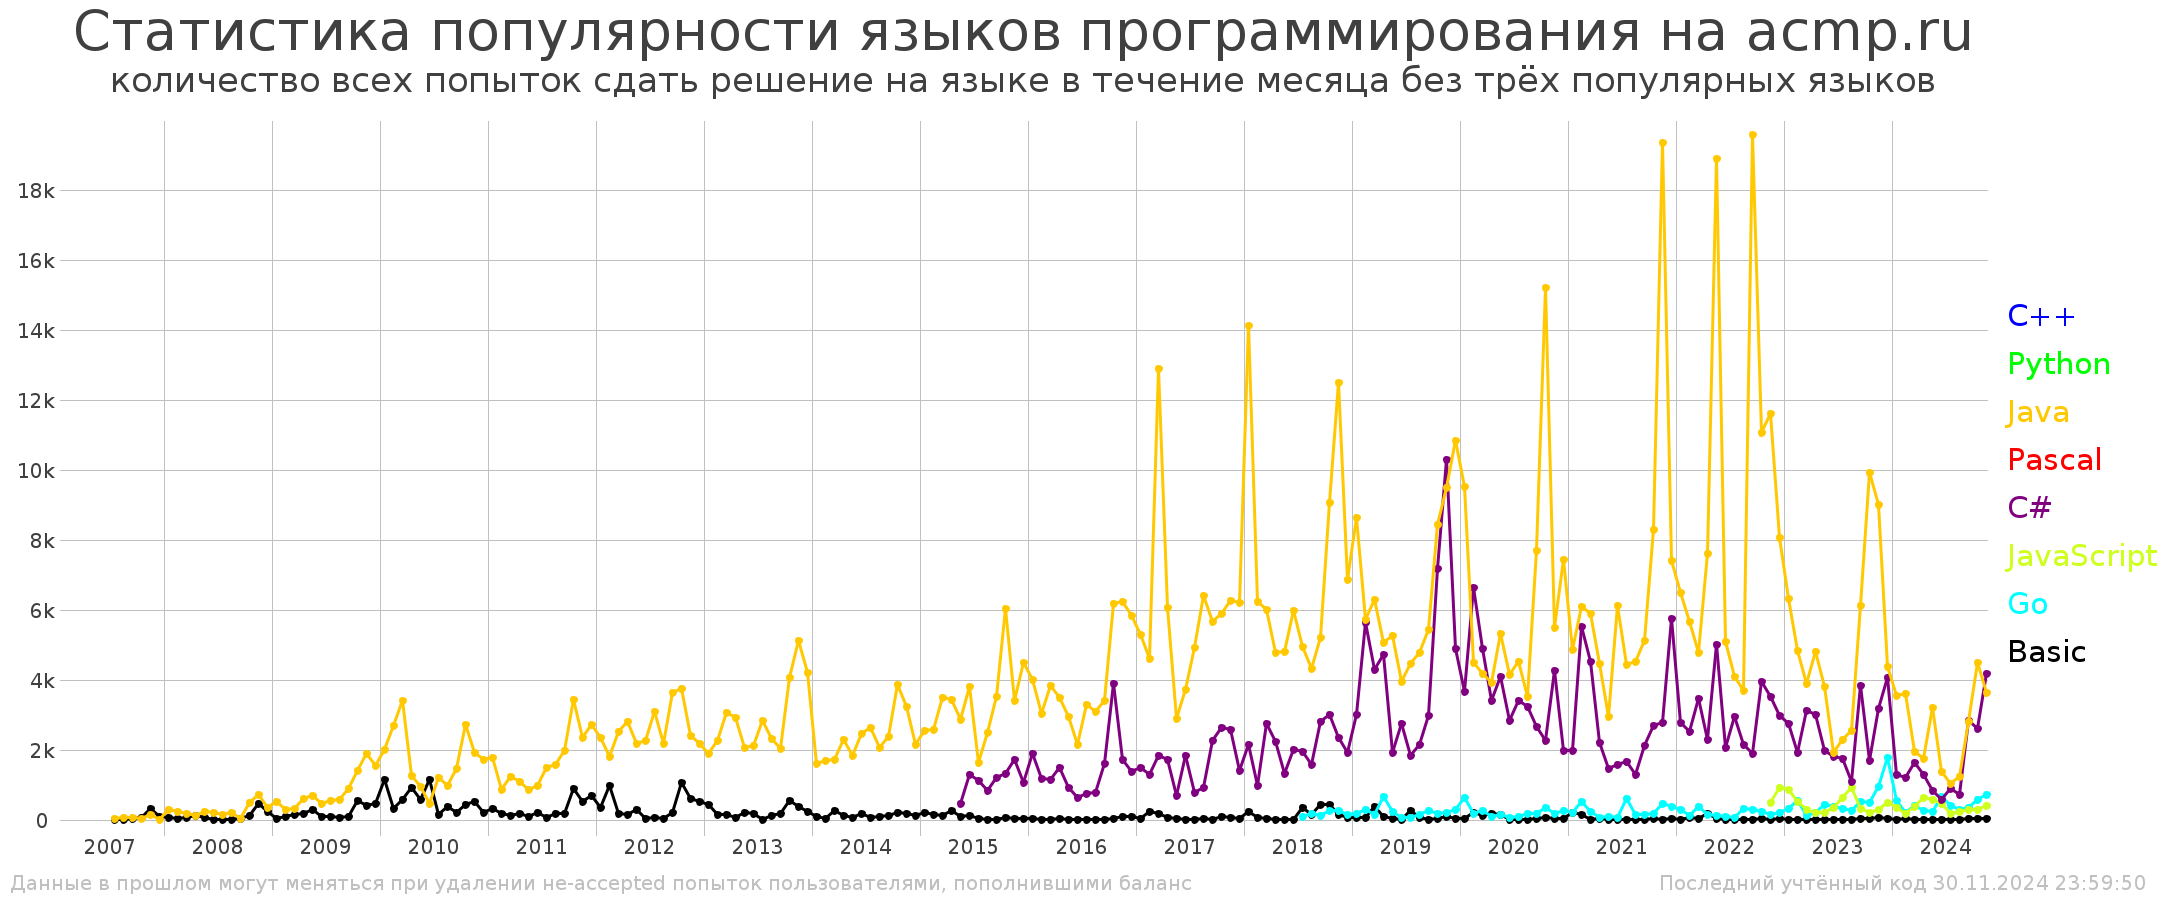 Статистика популярности языков программирования на acmp.ru
количество всех попыток сдать решение на языке в течение месяца без трёх популярных языков
18k
16k
14k
12k
10k
8k
6k
4k
2k
0
C++
Python
Java
Pascal
C#
JavaScript
Go
Basic
2007 2008 2009 2010 2011 2012 2013 2014 2015 2016 2017 2018 2019 2020 2021 2022 2023 2024
Данные в прошлом могут меняться при удалении не-accepted попыток пользователями, пополнившими баланс
Последний учтённый код 30.11.2024 23:59:50